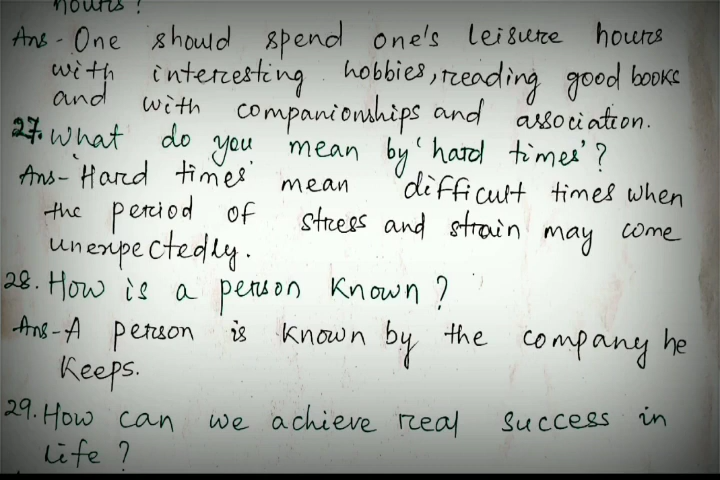 hours?
Ans - One should spend one's leisure hours
with interesting hobbies, reading good books
and with companionships and association.
27. What do you mean by 'hard times'?
Ans - 'Hard times' mean difficult times when
the period of stress and strain may come
unexpectedly.
28. How is a person known?
Ans - A person is known by the company he
keeps.
29. How can we achieve real success in
life?